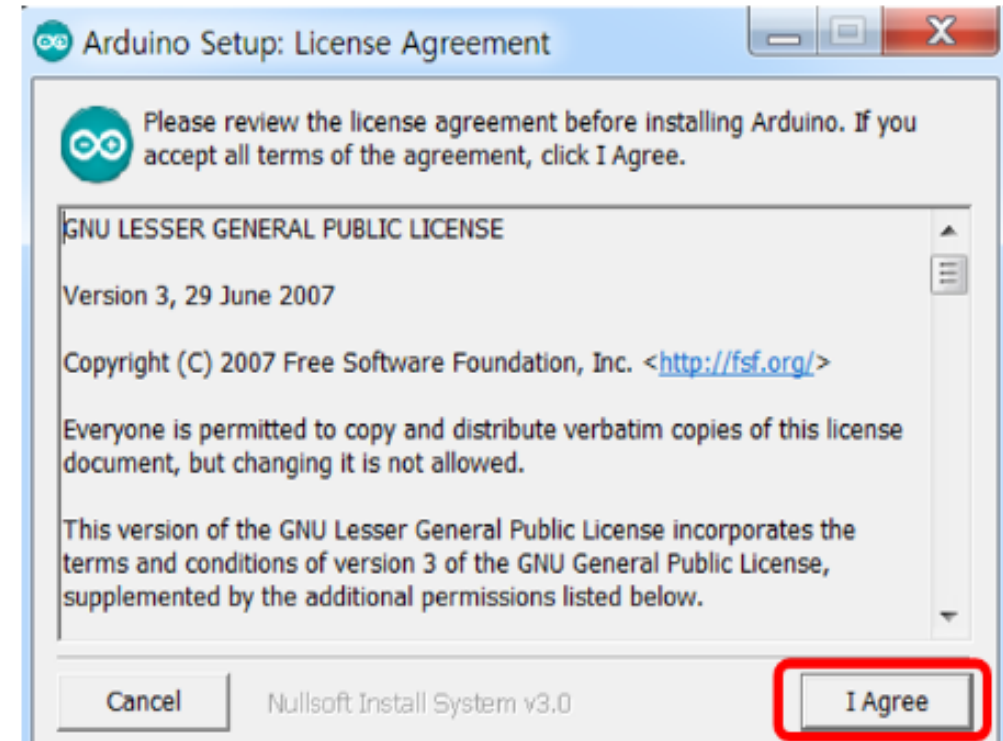 Arduino Setup: License Agreement
Please review the license agreement before installing Arduino. If you
accept all terms of the agreement, click I Agree.
GNU LESSER GENERAL PUBLIC LICENSE
Version 3, 29 June 2007
Copyright (C) 2007 Free Software Foundation, Inc. <http://fsf.org/>
Everyone is permitted to copy and distribute verbatim copies of this license
document, but changing it is not allowed.
This version of the GNU Lesser General Public License incorporates the
terms and conditions of version 3 of the GNU General Public License,
supplemented by the additional permissions listed below.
Cancel
Nullsoft Install System v3.0
I Agree